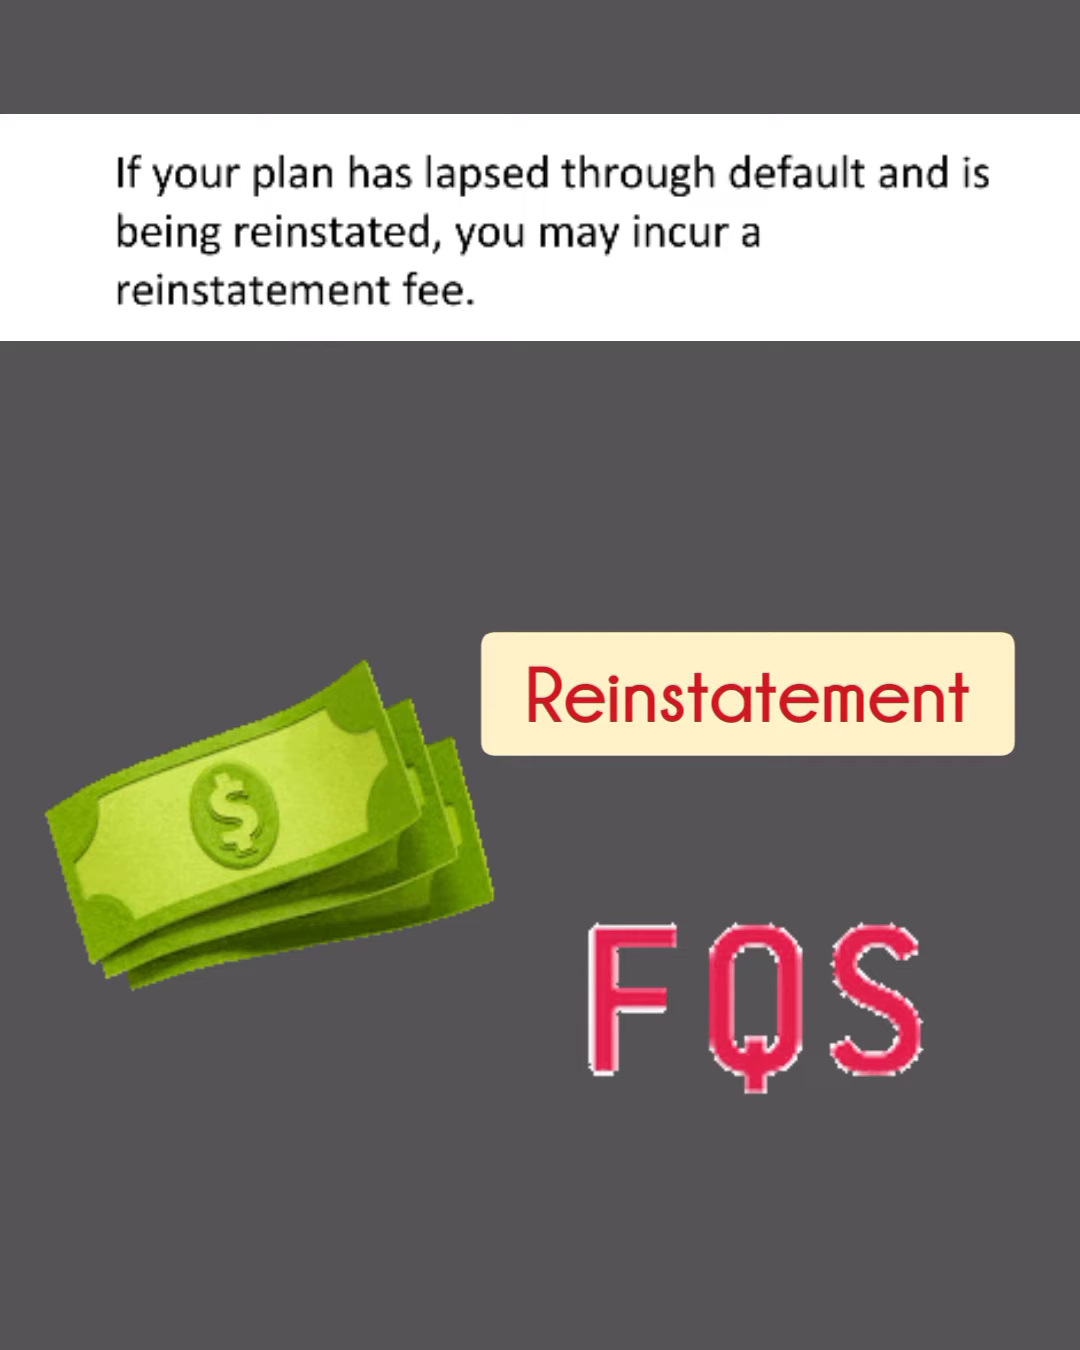 If your plan has lapsed through default and is
being reinstated, you may incur a
reinstatement fee.
Reinstatement
$
FQS